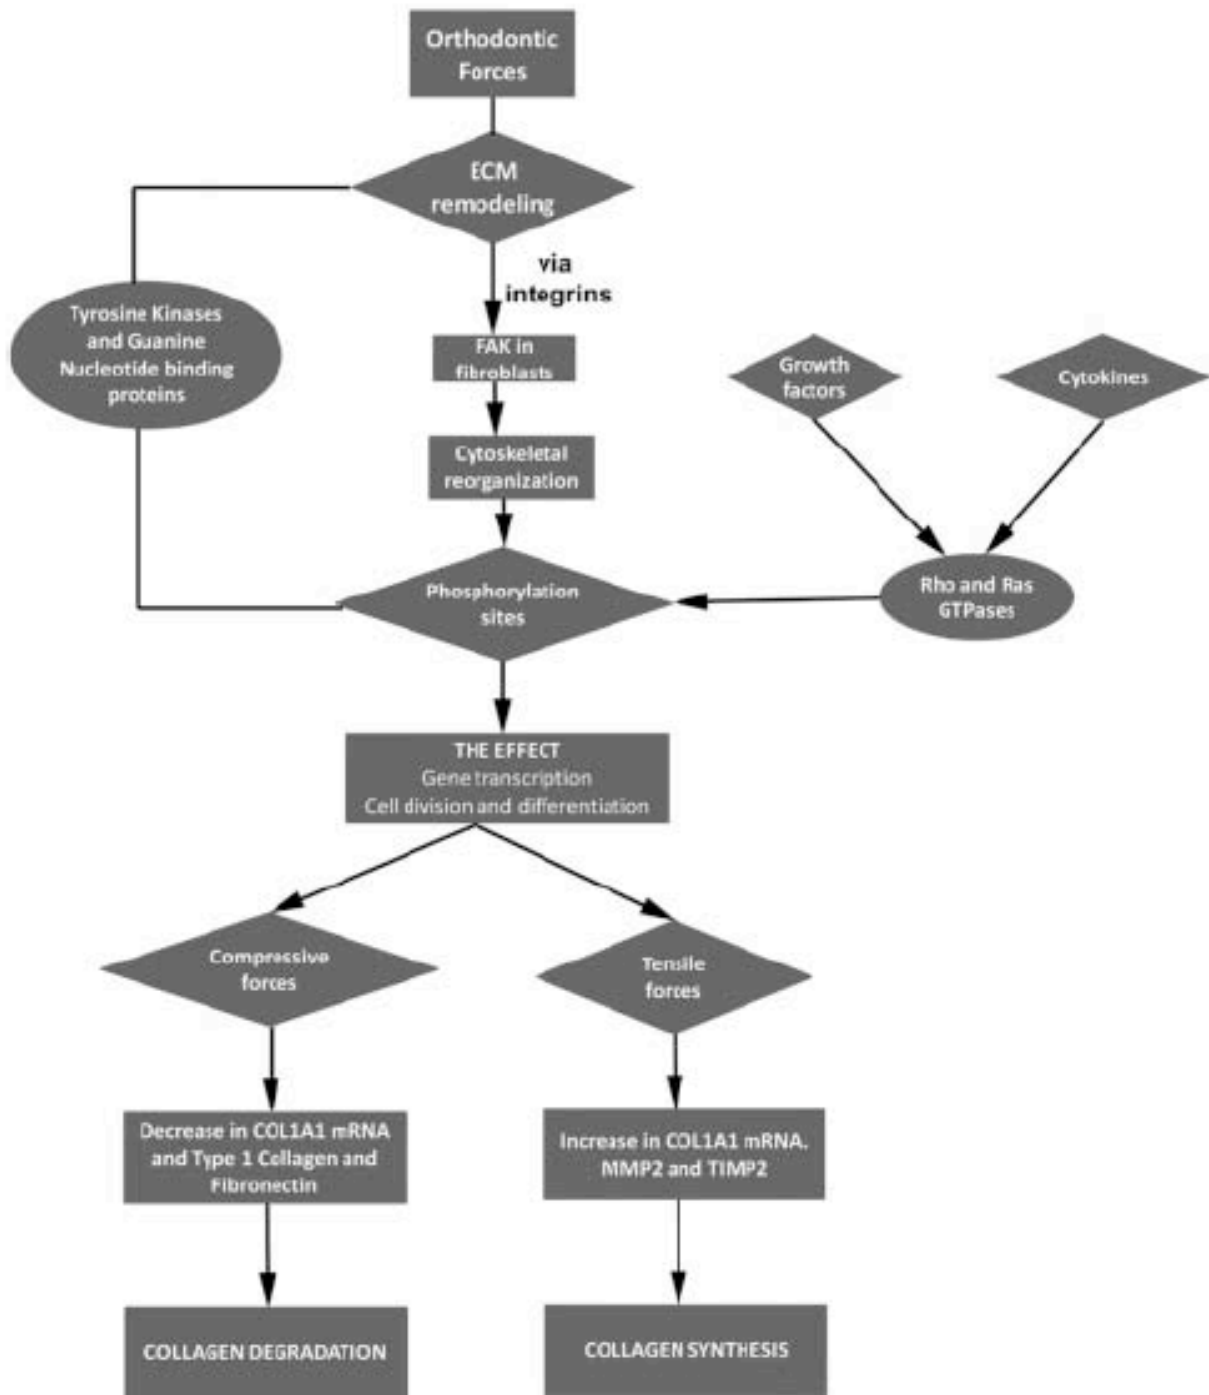 Orthodontic
Forces
ECM
remodeling
via
integrins
Tyrosine Kinases
and Guanine
Nucleotide binding
proteins
FAK in
fibroblasts
Growth
factors
Cytokines
Cytoskeletal
reorganization
Phosphorylation
sites
Rho and Ras
GTPases
THE EFFECT
Gene transcription
Cell division and differentiation
Compressive
forces
Tensile
forces
Decrease in COL1A1 mRNA
and Type 1 Collagen and
Fibronectin
Increase in COL1A1 mRNA.
MMP2 and TIMP2
COLLAGEN DEGRADATION
COLLAGEN SYNTHESIS